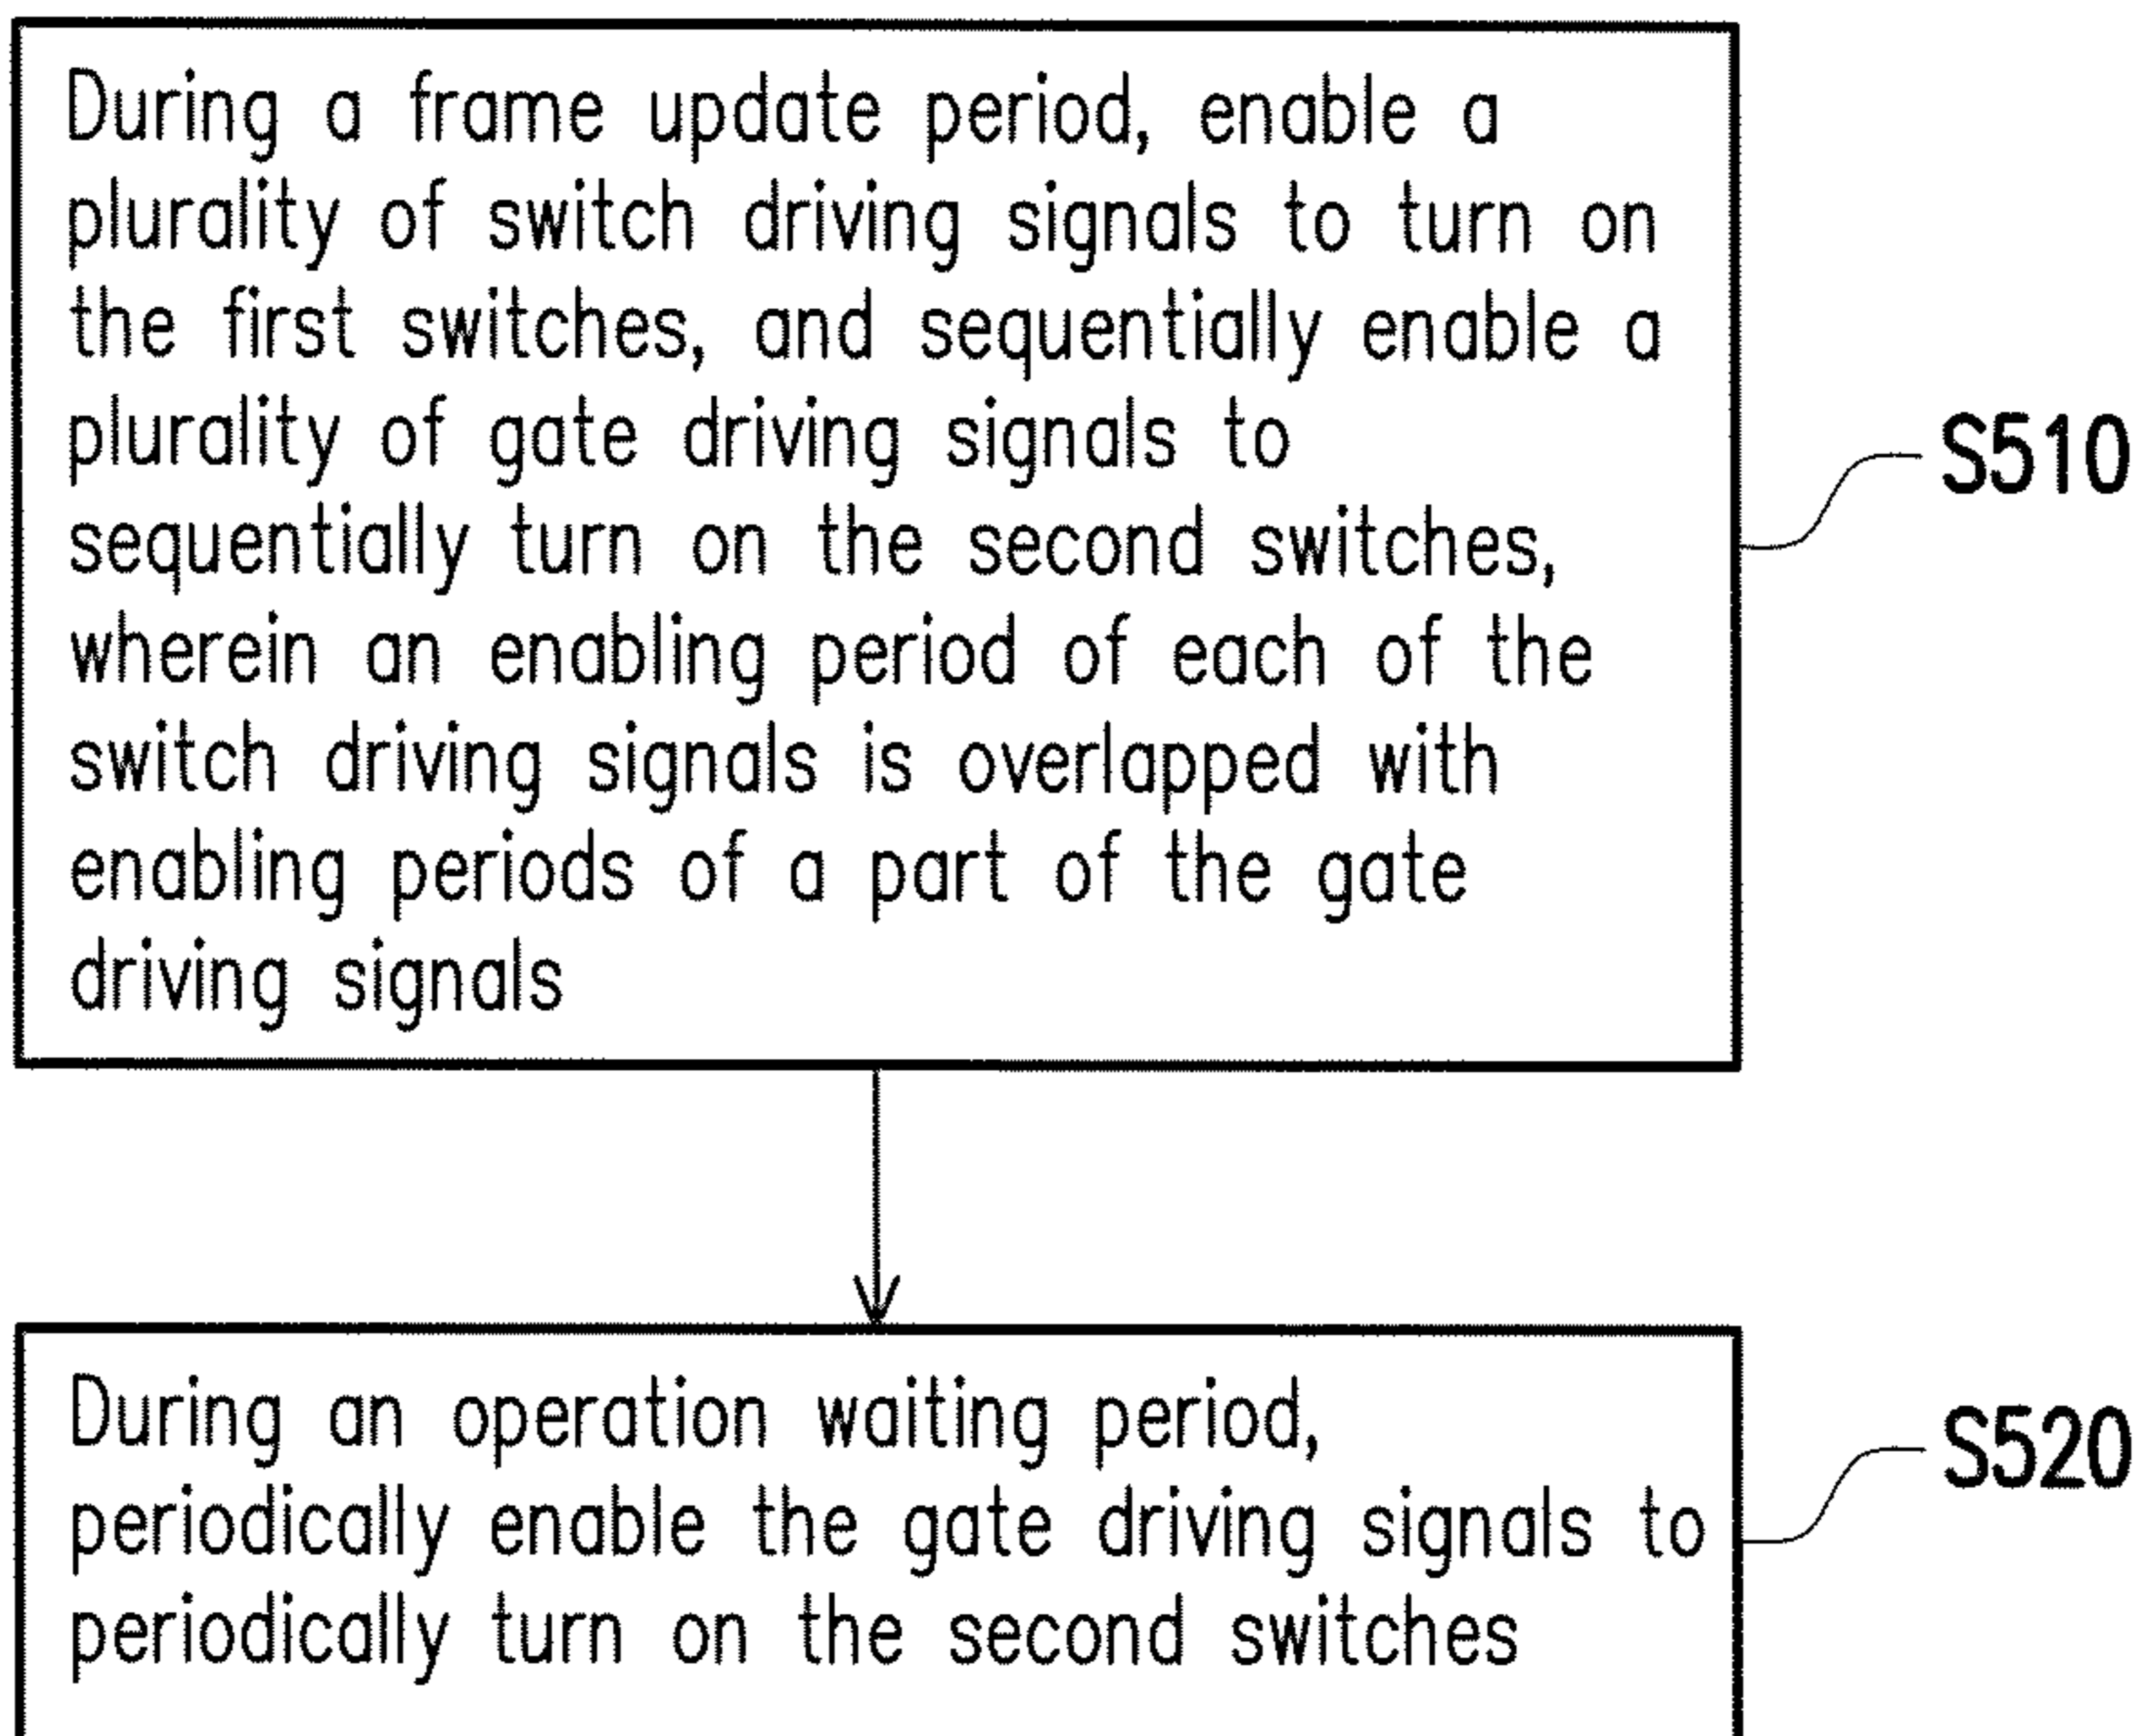 During a frame update period, enable a
plurality of switch driving signals to turn on
the first switches, and sequentially enable a
plurality of gate driving signals to
sequentially turn on the second switches,
wherein an enabling period of each of the
switch driving signals is overlapped with
enabling periods of a part of the gate
driving signals
S510
During an operation waiting period,
periodically enable the gate driving signals to
periodically turn on the second switches
S520